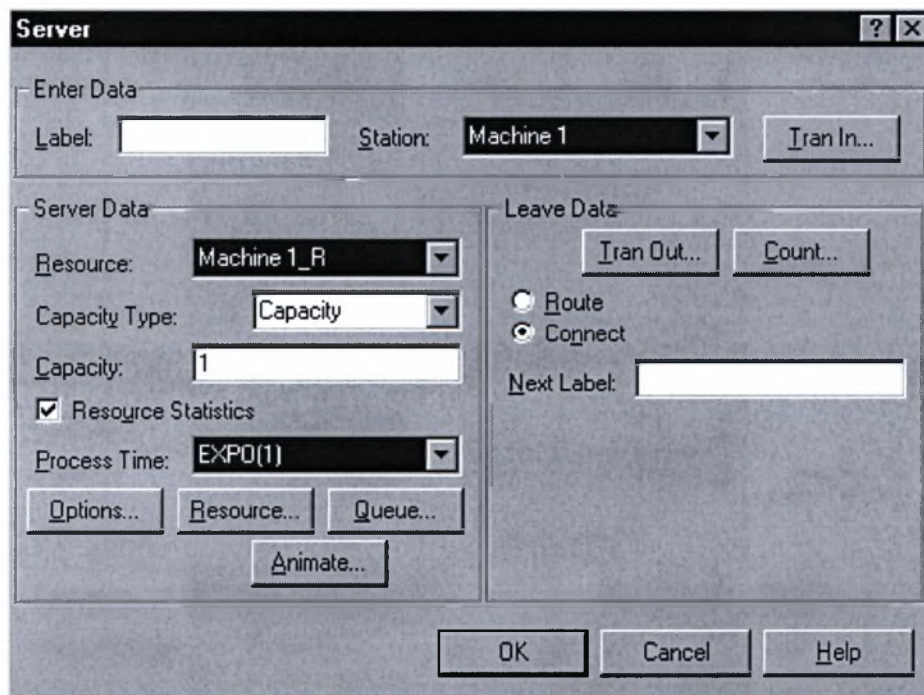 Server
Enter Data
Label: Station: Machine 1 Tran In...
Server Data
Resource: Machine 1_R
Capacity Type: Capacity
Capacity: 1
Resource Statistics
Process Time: EXPO(1)
Options... Resource... Queue...
Animate...
Leave Data
Tran Out... Count...
Route
Connect
Next Label:
OK Cancel Help